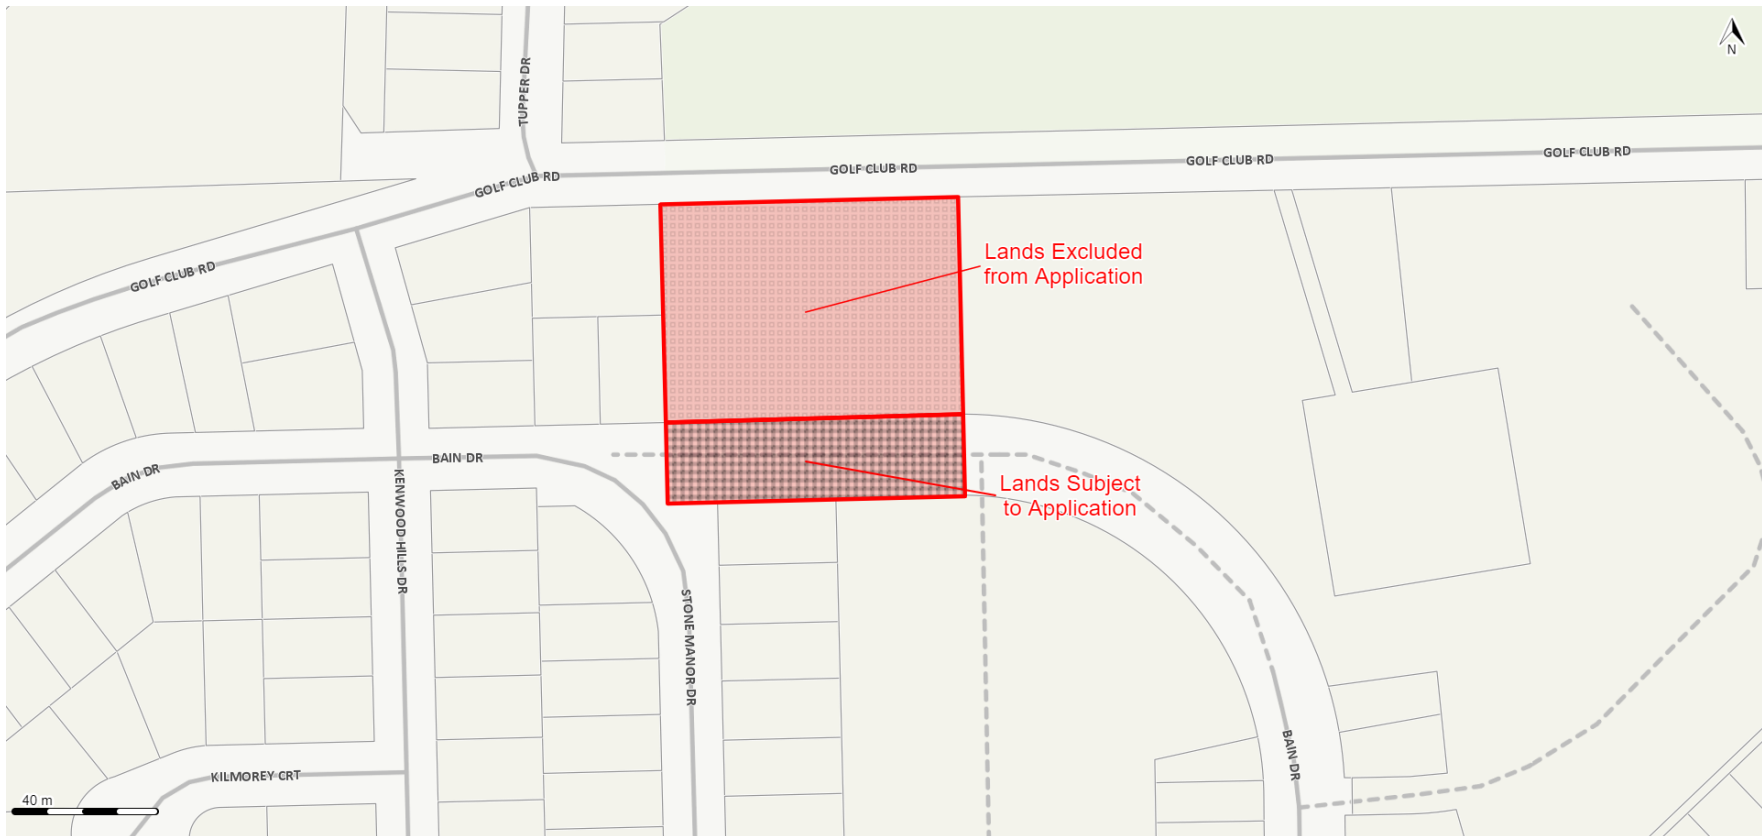 N
TUPPER DR
GOLF CLUB RD
GOLF CLUB RD
GOLF CLUB RD
GOLF CLUB RD
GOLF CLUB RD
Lands Excluded
from Application
BAIN DR
BAIN DR
KENWOOD HILLS DR
Lands Subject
to Application
STONE MANOR DR
BAIN DR
KILMOREY CRT
40 m